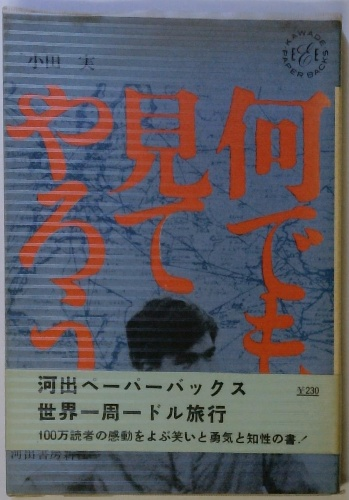 KAWADE PAPER BACKS
小田 実
何でも
見て
やろう
河出ペーパーバックス
¥230
世界一周一ドル旅行
100万読者の感動をよぶ笑いと勇気と知性の書!
河出書房新社